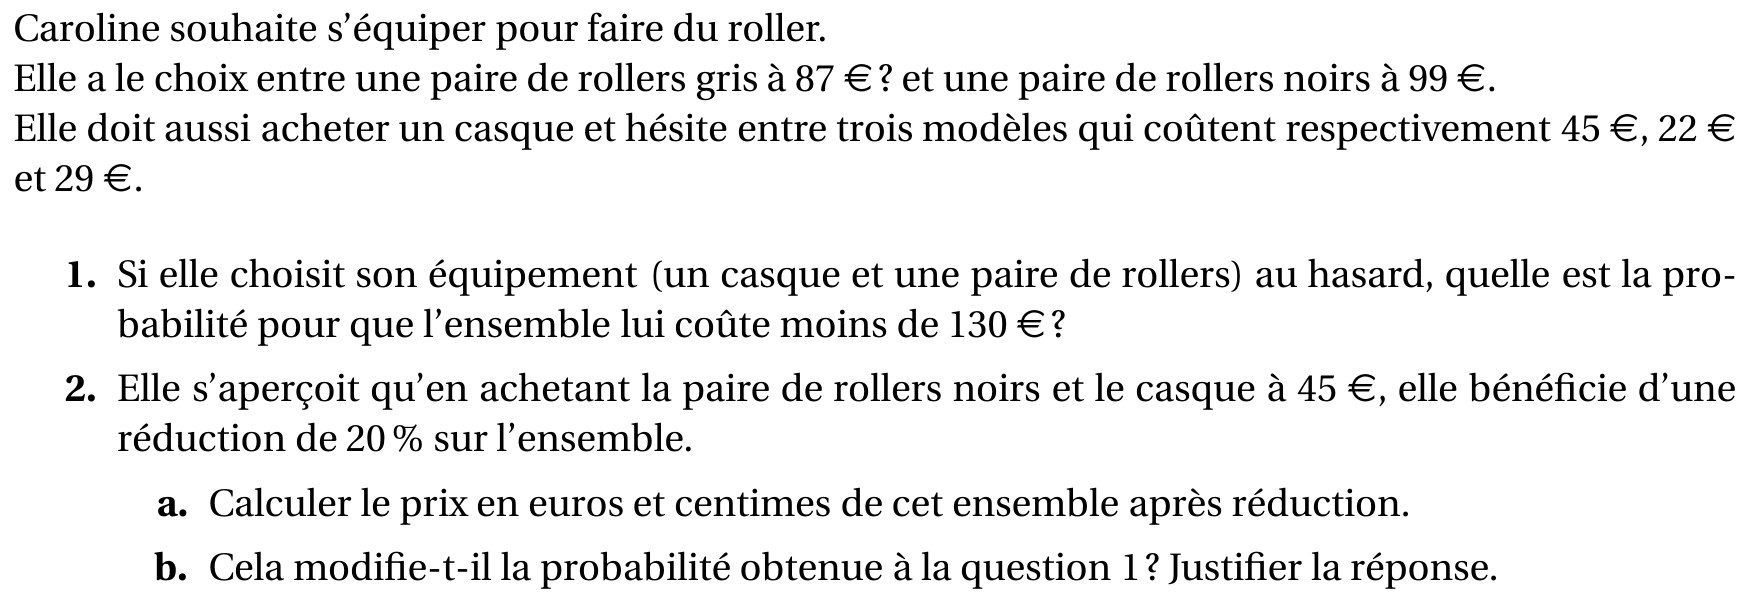 Caroline souhaite s’équiper pour faire du roller.
Elle a le choix entre une paire de rollers gris à 87 € ? et une paire de rollers noirs à 99 €.
Elle doit aussi acheter un casque et hésite entre trois modèles qui coûtent respectivement 45 €, 22 €
et 29 €.
1. Si elle choisit son équipement (un casque et une paire de rollers) au hasard, quelle est la pro-
babilité pour que l’ensemble lui coûte moins de 130 € ?
2. Elle s’aperçoit qu’en achetant la paire de rollers noirs et le casque à 45 €, elle bénéficie d’une
réduction de 20 % sur l’ensemble.
a. Calculer le prix en euros et centimes de cet ensemble après réduction.
b. Cela modifie-t-il la probabilité obtenue à la question 1 ? Justifier la réponse.